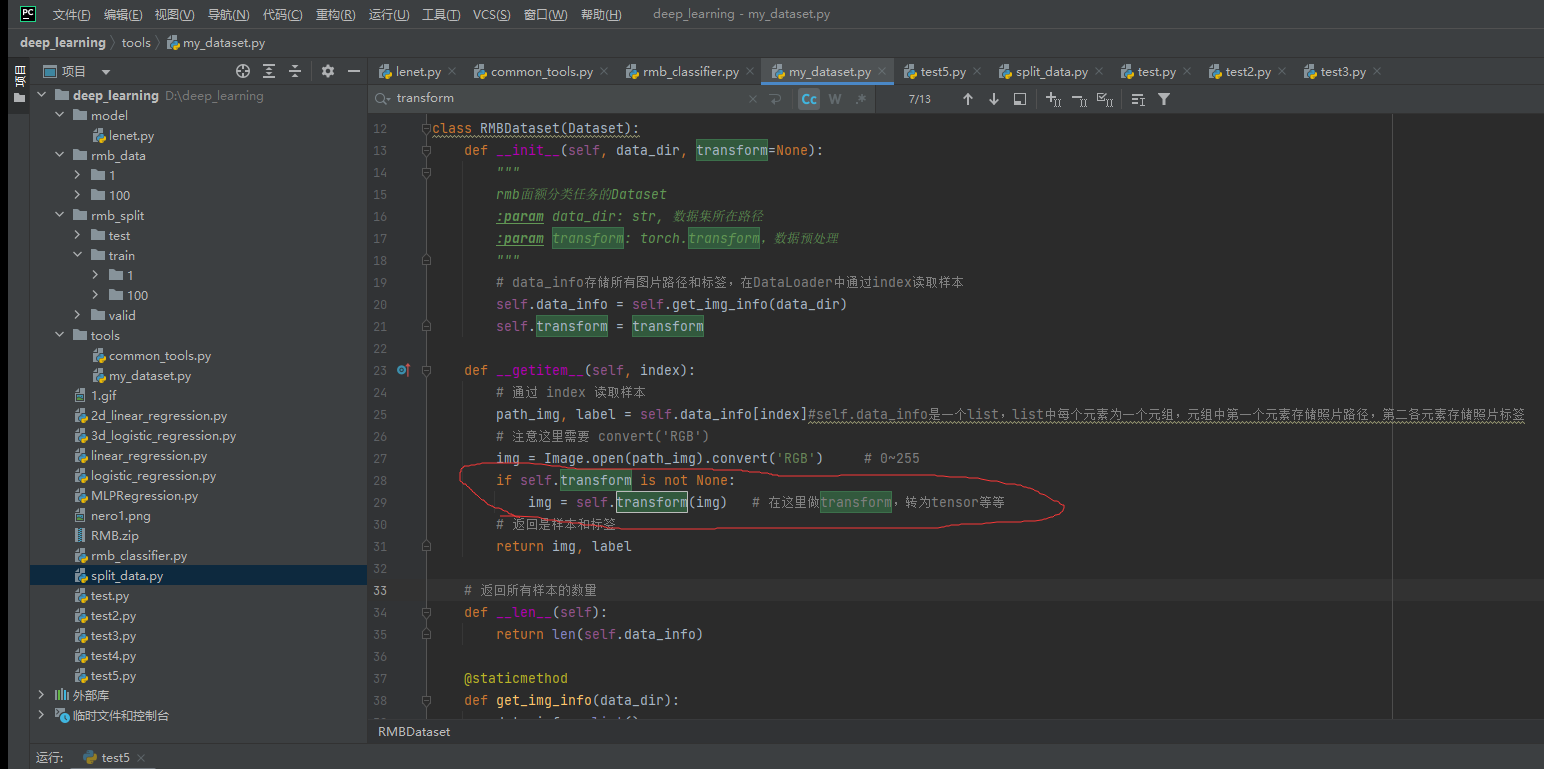 PC 文件(F) 编辑(E) 视图(V) 导航(N) 代码(C) 重构(R) 运行(U) 工具(T) VCS(S) 窗口(W) 帮助(H) deep_learning - my_dataset.py
deep_learning tools my_dataset.py
项目
项目
lenet.py common_tools.py rmb_classifier.py my_dataset.py test5.py split_data.py test.py test2.py test3.py
transform Cc W .* 7/13
deep_learning D:\deep_learning
model
lenet.py
rmb_data
1
100
rmb_split
test
train
1
100
valid
tools
common_tools.py
my_dataset.py
1.gif
2d_linear_regression.py
3d_logistic_regression.py
linear_regression.py
logistic_regression.py
MLPRegression.py
nero1.png
RMB.zip
rmb_classifier.py
split_data.py
test.py
test2.py
test3.py
test4.py
test5.py
外部库
临时文件和控制台
12 class RMBDataset(Dataset):
13 def __init__(self, data_dir, transform=None):
14 """
15 rmb面额分类任务的Dataset
16 :param data_dir: str, 数据集所在路径
17 :param transform: torch.transform，数据预处理
18 """
19 # data_info存储所有图片路径和标签，在DataLoader中通过index读取样本
20 self.data_info = self.get_img_info(data_dir)
21 self.transform = transform
22
23 def __getitem__(self, index):
24 # 通过 index 读取样本
25 path_img, label = self.data_info[index]#self.data_info是一个list，list中每个元素为一个元组，元组中第一个元素存储照片路径，第二各元素存储照片标签
26 # 注意这里需要 convert('RGB')
27 img = Image.open(path_img).convert('RGB') # 0~255
28 if self.transform is not None:
29 img = self.transform(img) # 在这里做transform，转为tensor等等
30 # 返回是样本和标签
31 return img, label
32
33 # 返回所有样本的数量
34 def __len__(self):
35 return len(self.data_info)
36
37 @staticmethod
38 def get_img_info(data_dir):
RMBDataset
运行: test5